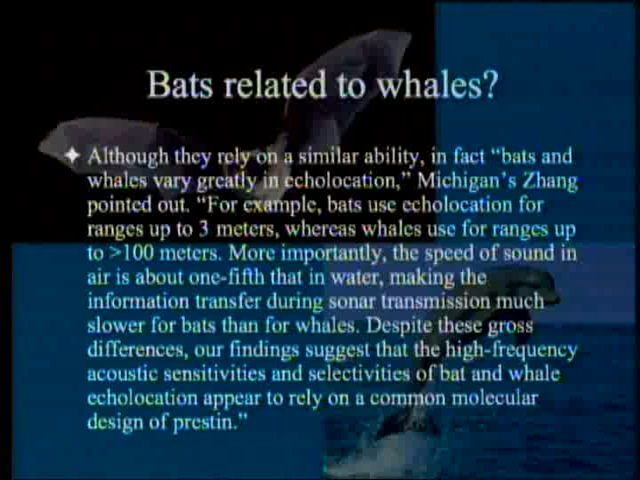 Bats related to whales?
✦ Although they rely on a similar ability, in fact “bats and
whales vary greatly in echolocation,” Michigan’s Zhang
pointed out. “For example, bats use echolocation for
ranges up to 3 meters, whereas whales use for ranges up
to >100 meters. More importantly, the speed of sound in
air is about one-fifth that in water, making the
information transfer during sonar transmission much
slower for bats than for whales. Despite these gross
differences, our findings suggest that the high-frequency
acoustic sensitivities and selectivities of bat and whale
echolocation appear to rely on a common molecular
design of prestin.”